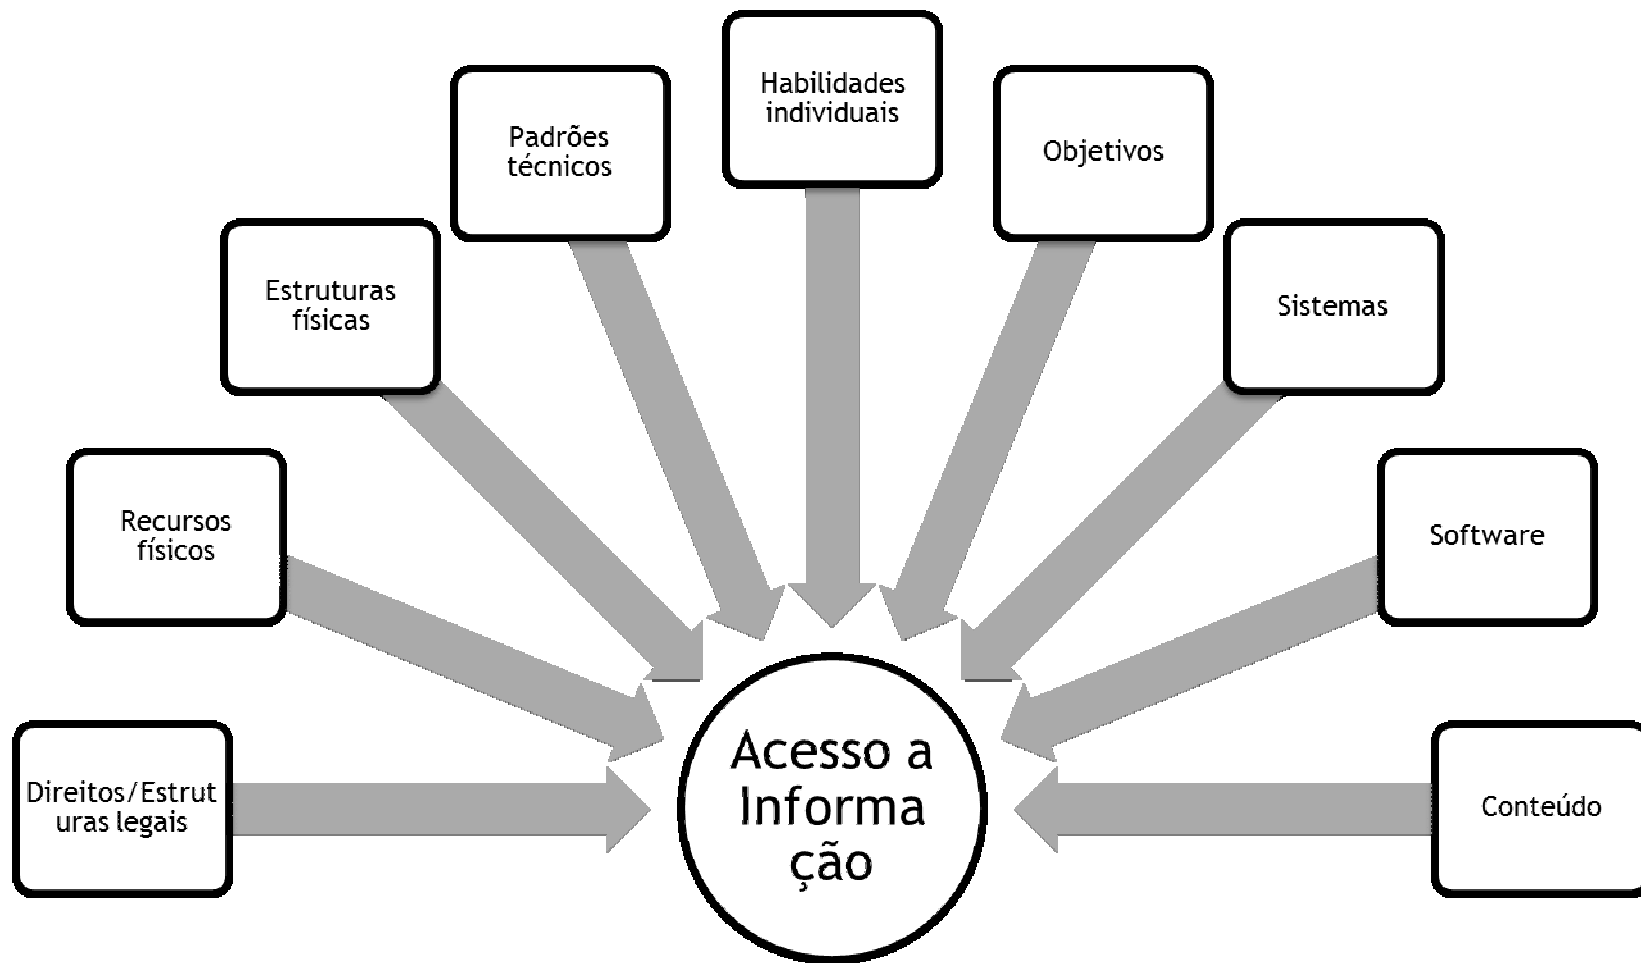 Habilidades
individuais
Padrões
técnicos
Objetivos
Estruturas
físicas
Sistemas
Recursos
físicos
Software
Direitos/Estrut
uras legais
Acesso a
Informa
ção
Conteúdo